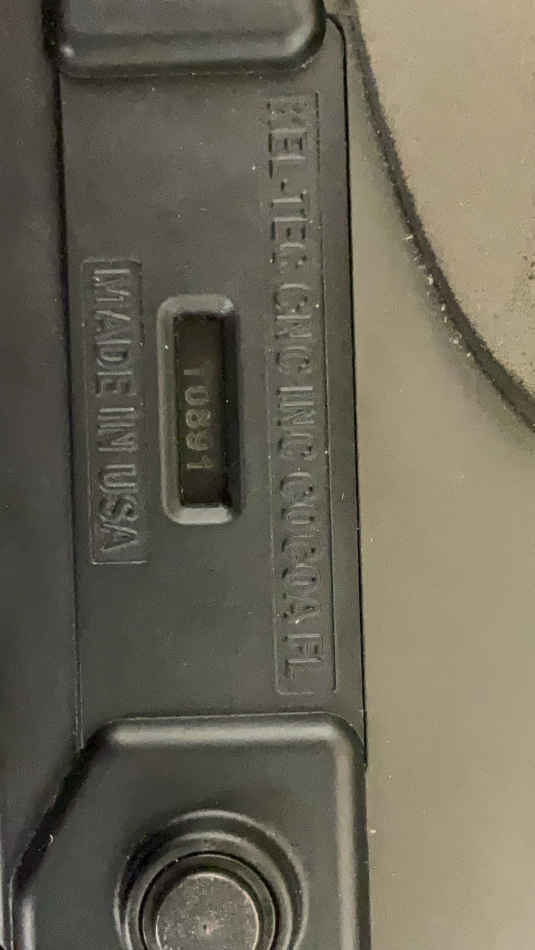 KEL-TEC CNC INC COCOA FL
T0891
MADE IN USA